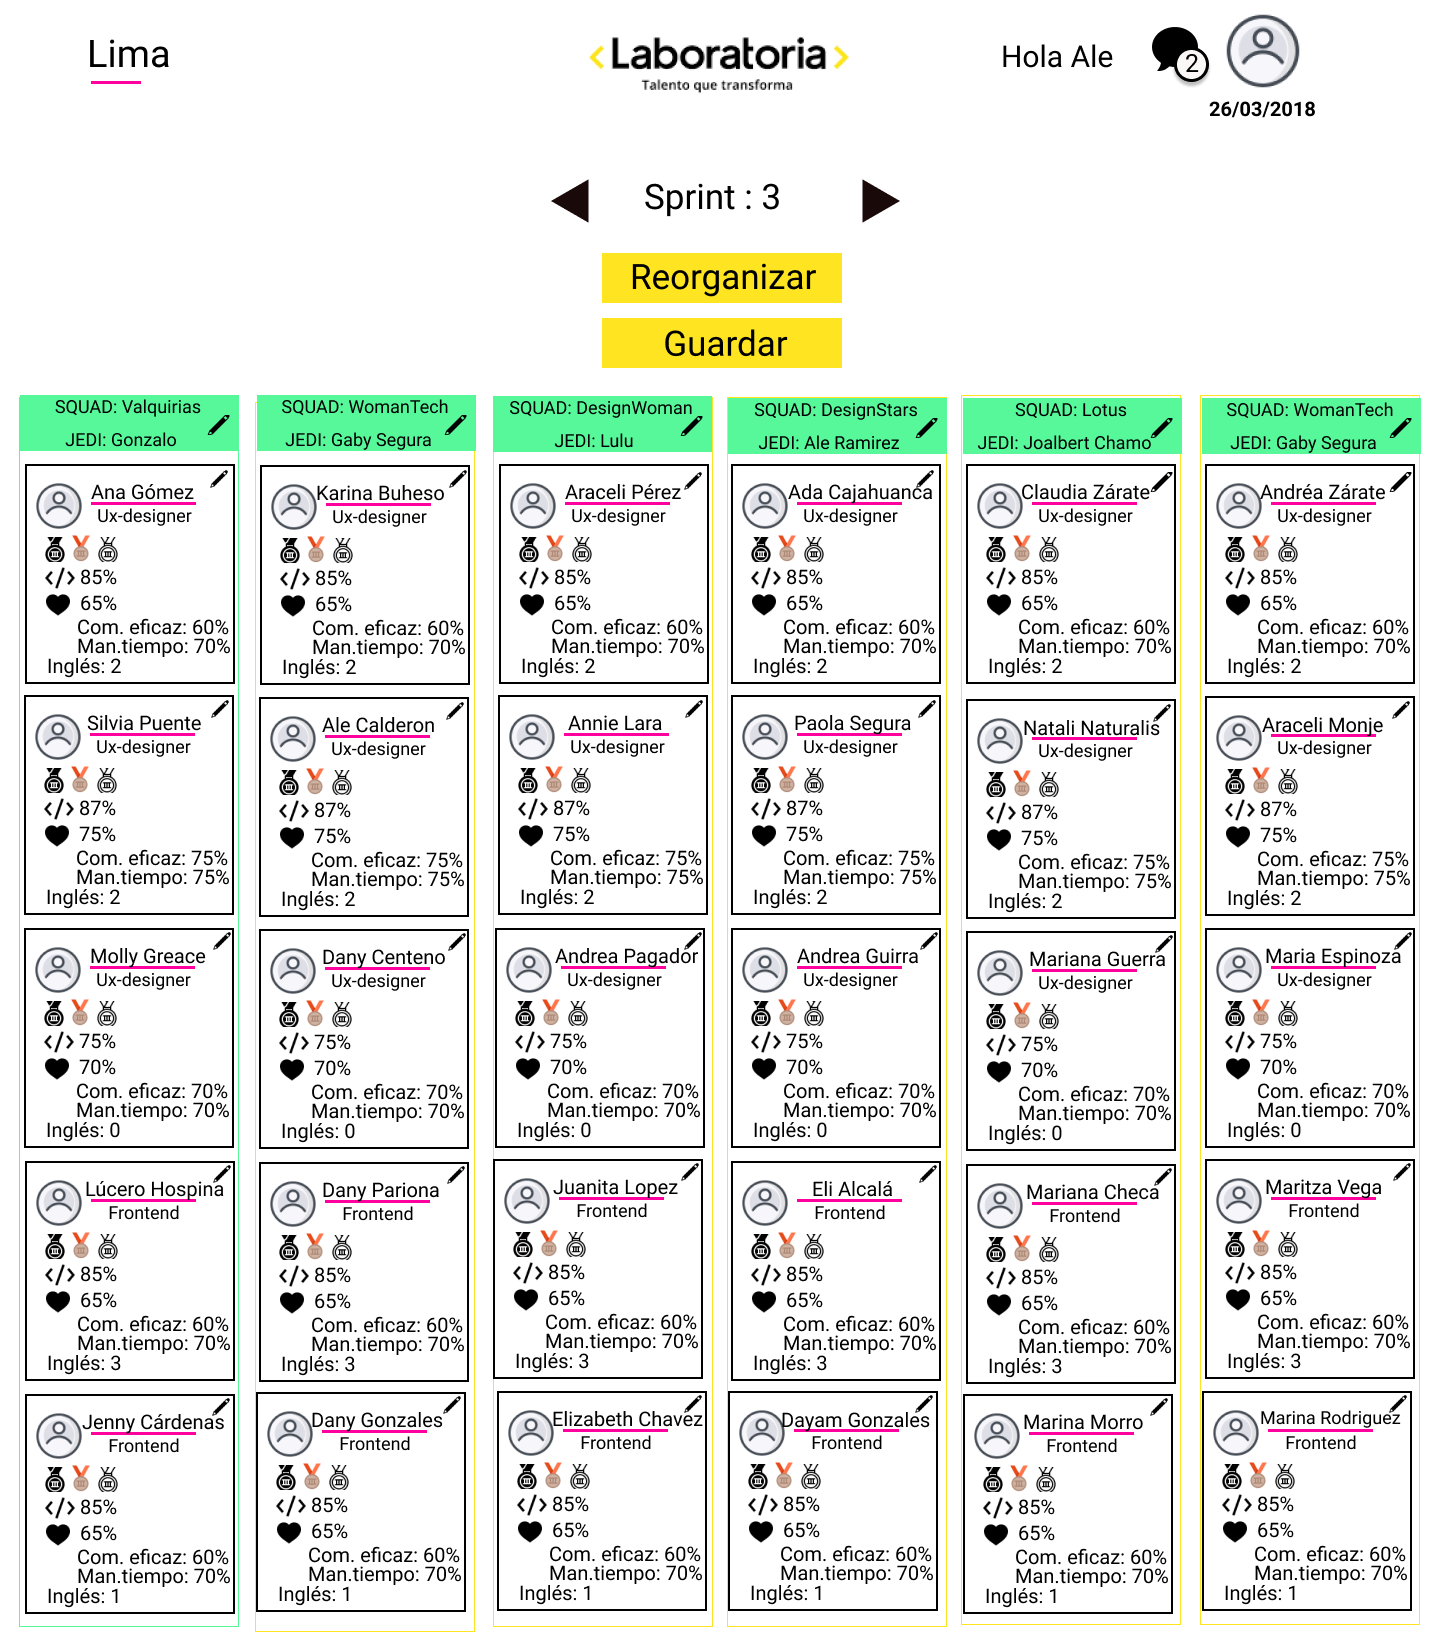 Lima
Laboratoria
Talento que transforma
Hola Ale
2
26/03/2018
Sprint : 3
Reorganizar
Guardar
SQUAD: Valquirias
JEDI: Gonzalo
Ana Gómez
Ux-designer
85%
65%
Com. eficaz: 60%
Man.tiempo: 70%
Inglés: 2
Silvia Puente
Ux-designer
87%
75%
Com. eficaz: 75%
Man.tiempo: 75%
Inglés: 2
Molly Greace
Ux-designer
75%
70%
Com. eficaz: 70%
Man.tiempo: 70%
Inglés: 0
Lúcero Hospina
Frontend
85%
65%
Com. eficaz: 60%
Man.tiempo: 70%
Inglés: 3
Jenny Cárdenas
Frontend
85%
65%
Com. eficaz: 60%
Man.tiempo: 70%
Inglés: 1
SQUAD: WomanTech
JEDI: Gaby Segura
Karina Buheso
Ux-designer
85%
65%
Com. eficaz: 60%
Man.tiempo: 70%
Inglés: 2
Ale Calderon
Ux-designer
87%
75%
Com. eficaz: 75%
Man.tiempo: 75%
Inglés: 2
Dany Centeno
Ux-designer
75%
70%
Com. eficaz: 70%
Man.tiempo: 70%
Inglés: 0
Dany Pariona
Frontend
85%
65%
Com. eficaz: 60%
Man.tiempo: 70%
Inglés: 3
Dany Gonzales
Frontend
85%
65%
Com. eficaz: 60%
Man.tiempo: 70%
Inglés: 1
SQUAD: DesignWoman
JEDI: Lulu
Araceli Pérez
Ux-designer
85%
65%
Com. eficaz: 60%
Man.tiempo: 70%
Inglés: 2
Annie Lara
Ux-designer
87%
75%
Com. eficaz: 75%
Man.tiempo: 75%
Inglés: 2
Andrea Pagador
Ux-designer
75%
70%
Com. eficaz: 70%
Man.tiempo: 70%
Inglés: 0
Juanita Lopez
Frontend
85%
65%
Com. eficaz: 60%
Man.tiempo: 70%
Inglés: 3
Elizabeth Chavez
Frontend
85%
65%
Com. eficaz: 60%
Man.tiempo: 70%
Inglés: 1
SQUAD: DesignStars
JEDI: Ale Ramirez
Ada Cajahuanca
Ux-designer
85%
65%
Com. eficaz: 60%
Man.tiempo: 70%
Inglés: 2
Paola Segura
Ux-designer
87%
75%
Com. eficaz: 75%
Man.tiempo: 75%
Inglés: 2
Andrea Guirra
Ux-designer
75%
70%
Com. eficaz: 70%
Man.tiempo: 70%
Inglés: 0
Eli Alcalá
Frontend
85%
65%
Com. eficaz: 60%
Man.tiempo: 70%
Inglés: 3
Dayam Gonzales
Frontend
85%
65%
Com. eficaz: 60%
Man.tiempo: 70%
Inglés: 1
SQUAD: Lotus
JEDI: Joalbert Chamo
Claudia Zárate
Ux-designer
85%
65%
Com. eficaz: 60%
Man.tiempo: 70%
Inglés: 2
Natali Naturalis
Ux-designer
87%
75%
Com. eficaz: 75%
Man.tiempo: 75%
Inglés: 2
Mariana Guerra
Ux-designer
75%
70%
Com. eficaz: 70%
Man.tiempo: 70%
Inglés: 0
Mariana Checa
Frontend
85%
65%
Com. eficaz: 60%
Man.tiempo: 70%
Inglés: 3
Marina Morro
Frontend
85%
65%
Com. eficaz: 60%
Man.tiempo: 70%
Inglés: 1
SQUAD: WomanTech
JEDI: Gaby Segura
Andréa Zárate
Ux-designer
85%
65%
Com. eficaz: 60%
Man.tiempo: 70%
Inglés: 2
Araceli Monje
Ux-designer
87%
75%
Com. eficaz: 75%
Man.tiempo: 75%
Inglés: 2
Maria Espinoza
Ux-designer
75%
70%
Com. eficaz: 70%
Man.tiempo: 70%
Inglés: 0
Maritza Vega
Frontend
85%
65%
Com. eficaz: 60%
Man.tiempo: 70%
Inglés: 3
Marina Rodriguez
Frontend
85%
65%
Com. eficaz: 60%
Man.tiempo: 70%
Inglés: 1